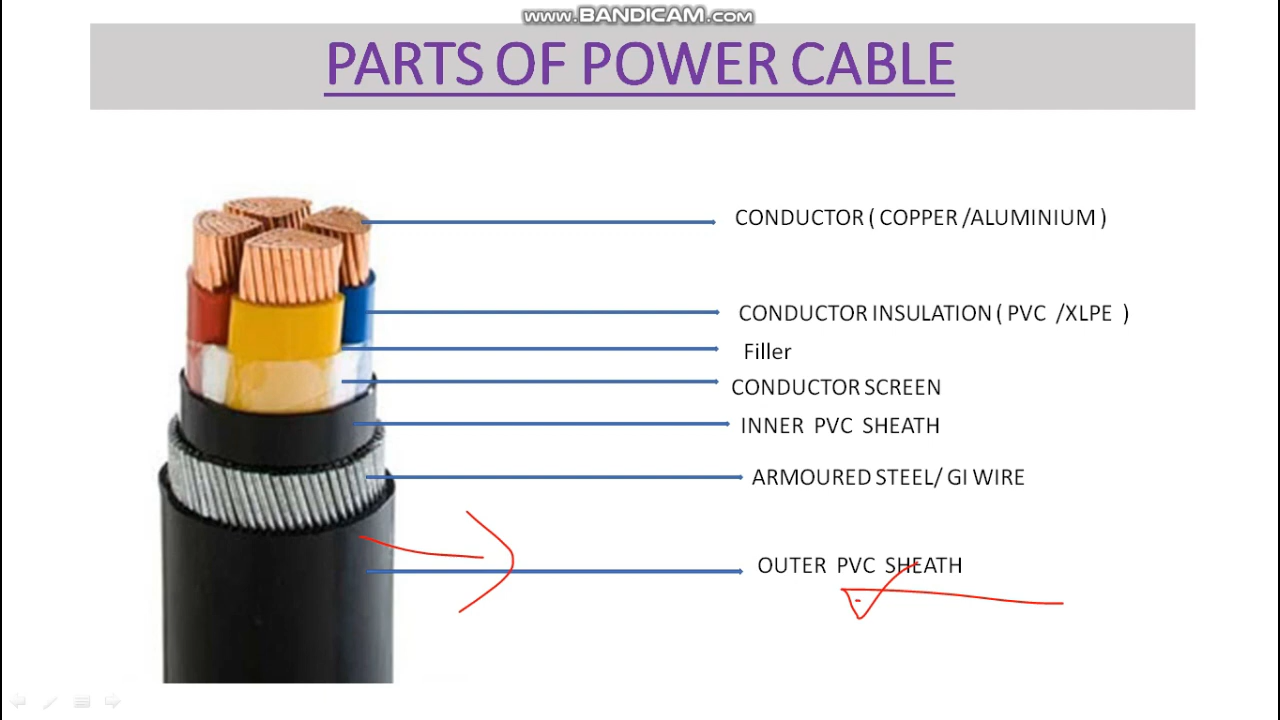 www.BANDICAM.com
PARTS OF POWER CABLE
CONDUCTOR ( COPPER /ALUMINIUM )
CONDUCTOR INSULATION ( PVC /XLPE )
Filler
CONDUCTOR SCREEN
INNER PVC SHEATH
ARMOURED STEEL/ GI WIRE
OUTER PVC SHEATH